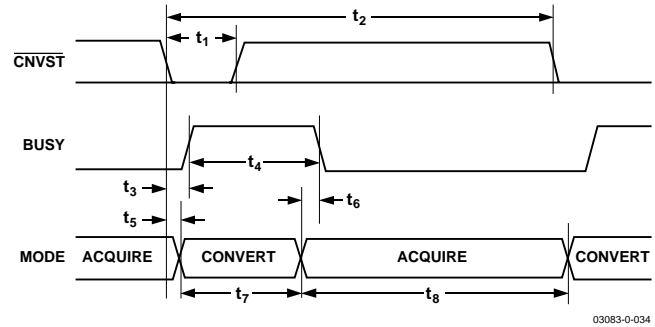 t2
t1
CNVST
BUSY
t4
t3
t6
t5
MODE ACQUIRE CONVERT ACQUIRE CONVERT
t7 t8
03083-0-034